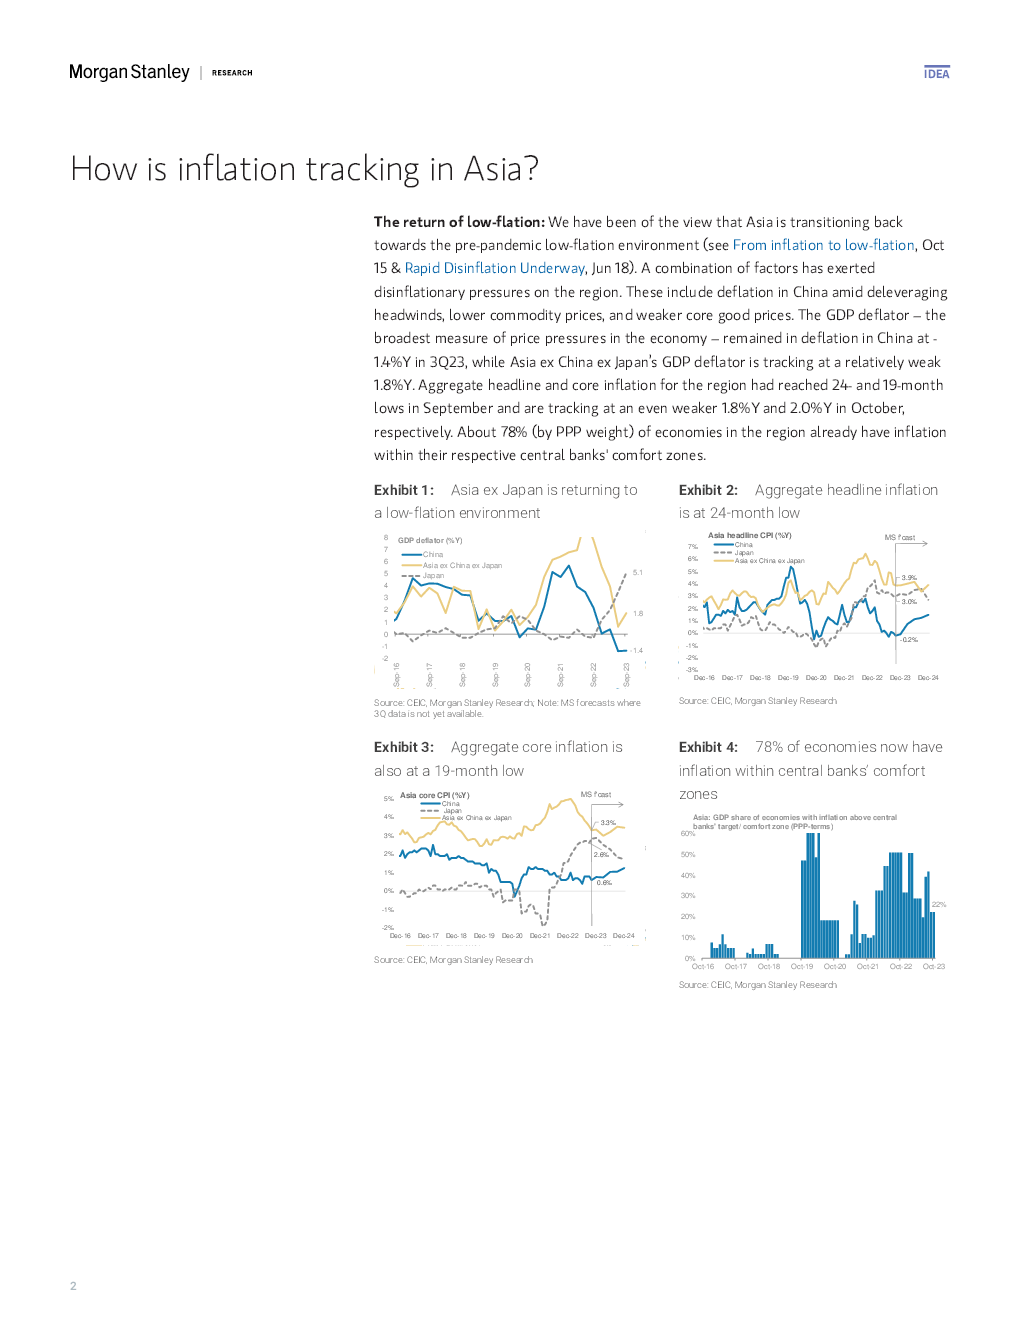 Morgan Stanley | RESEARCH
IDEA
How is inflation tracking in Asia?
The return of low-flation: We have been of the view that Asia is transitioning back
towards the pre-pandemic low-flation environment (see From inflation to low-flation, Oct
15 & Rapid Disinflation Underway, Jun 18). A combination of factors has exerted
disinflationary pressures on the region. These include deflation in China amid deleveraging
headwinds, lower commodity prices, and weaker core good prices. The GDP deflator – the
broadest measure of price pressures in the economy – remained in deflation in China at -
1.4%Y in 3Q23, while Asia ex China ex Japan's GDP deflator is tracking at a relatively weak
1.8%Y. Aggregate headline and core inflation for the region had reached 24- and 19-month
lows in September and are tracking at an even weaker 1.8%Y and 2.0%Y in October,
respectively. About 78% (by PPP weight) of economies in the region already have inflation
within their respective central banks' comfort zones.
Exhibit 1: Asia ex Japan is returning to
a low-flation environment
GDP deflator (%Y)
China
Asia ex China ex Japan
Japan
8
7
6
5
4
3
2
1
0
-1
-2
5.1
1.8
-1.4
Sep-16
Sep-17
Sep-18
Sep-19
Sep-20
Sep-21
Sep-22
Sep-23
Source: CEIC, Morgan Stanley Research; Note: MS forecasts where
3Q data is not yet available.
Exhibit 2: Aggregate headline inflation
is at 24-month low
Asia headline CPI (%Y)
China
Japan
Asia ex China ex Japan
MS f'cast
7%
6%
5%
4%
3%
2%
1%
0%
-1%
-2%
-3%
3.9%
3.0%
-0.2%
Dec-16 Dec-17 Dec-18 Dec-19 Dec-20 Dec-21 Dec-22 Dec-23 Dec-24
Source: CEIC, Morgan Stanley Research
Exhibit 3: Aggregate core inflation is
also at a 19-month low
Asia core CPI (%Y)
China
Japan
Asia ex China ex Japan
MS f'cast
5%
4%
3%
2%
1%
0%
-1%
-2%
3.3%
2.6%
0.6%
Dec-16 Dec-17 Dec-18 Dec-19 Dec-20 Dec-21 Dec-22 Dec-23 Dec-24
Source: CEIC, Morgan Stanley Research
Exhibit 4: 78% of economies now have
inflation within central banks' comfort
zones
Asia: GDP share of economies with inflation above central
banks' target/ comfort zone (PPP-terms)
60%
50%
40%
30%
20%
10%
0%
22%
Oct-16 Oct-17 Oct-18 Oct-19 Oct-20 Oct-21 Oct-22 Oct-23
Source: CEIC, Morgan Stanley Research
2